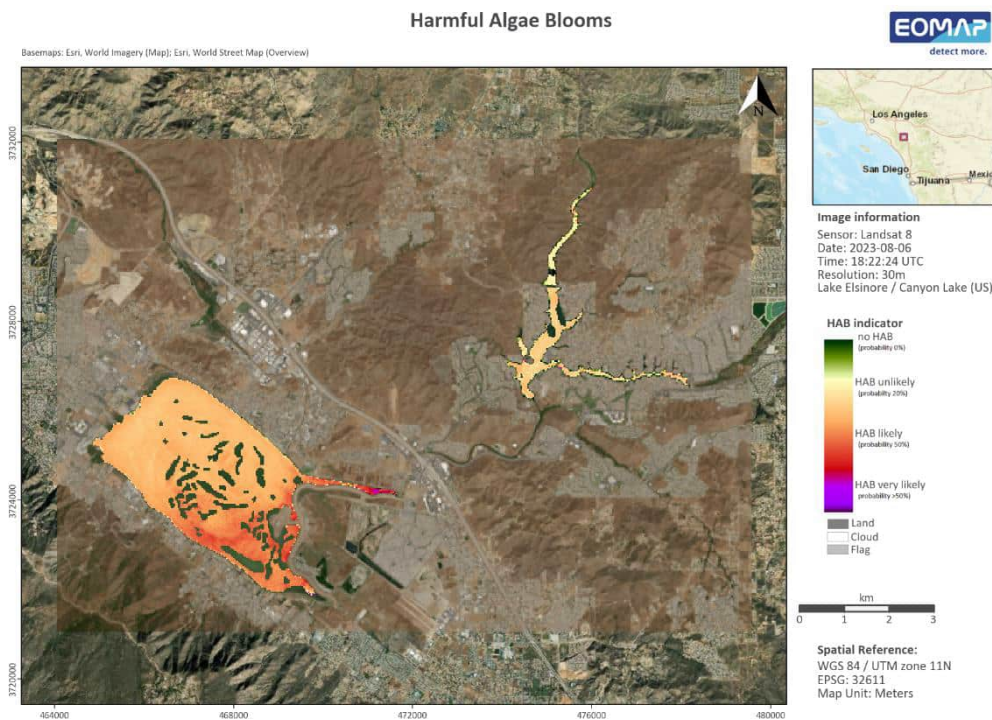 Harmful Algae Blooms
EOMAP
detect more.
Basemaps: Esri, World Imagery (Map); Esri, World Street Map (Overview)
N
3732000
3728000
3724000
3720000
464000
468000
472000
476000
480000
Los Angeles
San Diego
Tijuana
Mexic
Image information
Sensor: Landsat 8
Date: 2023-08-06
Time: 18:22:24 UTC
Resolution: 30m
Lake Elsinore / Canyon Lake (US)
HAB indicator
no HAB
(probability 0%)
HAB unlikely
(probabilty 20%)
HAB likely
(probability 50%)
HAB very likely
(probability >50%)
Land
Cloud
Flag
km
0 1 2 3
Spatial Reference:
WGS 84 / UTM zone 11N
EPSG: 32611
Map Unit: Meters